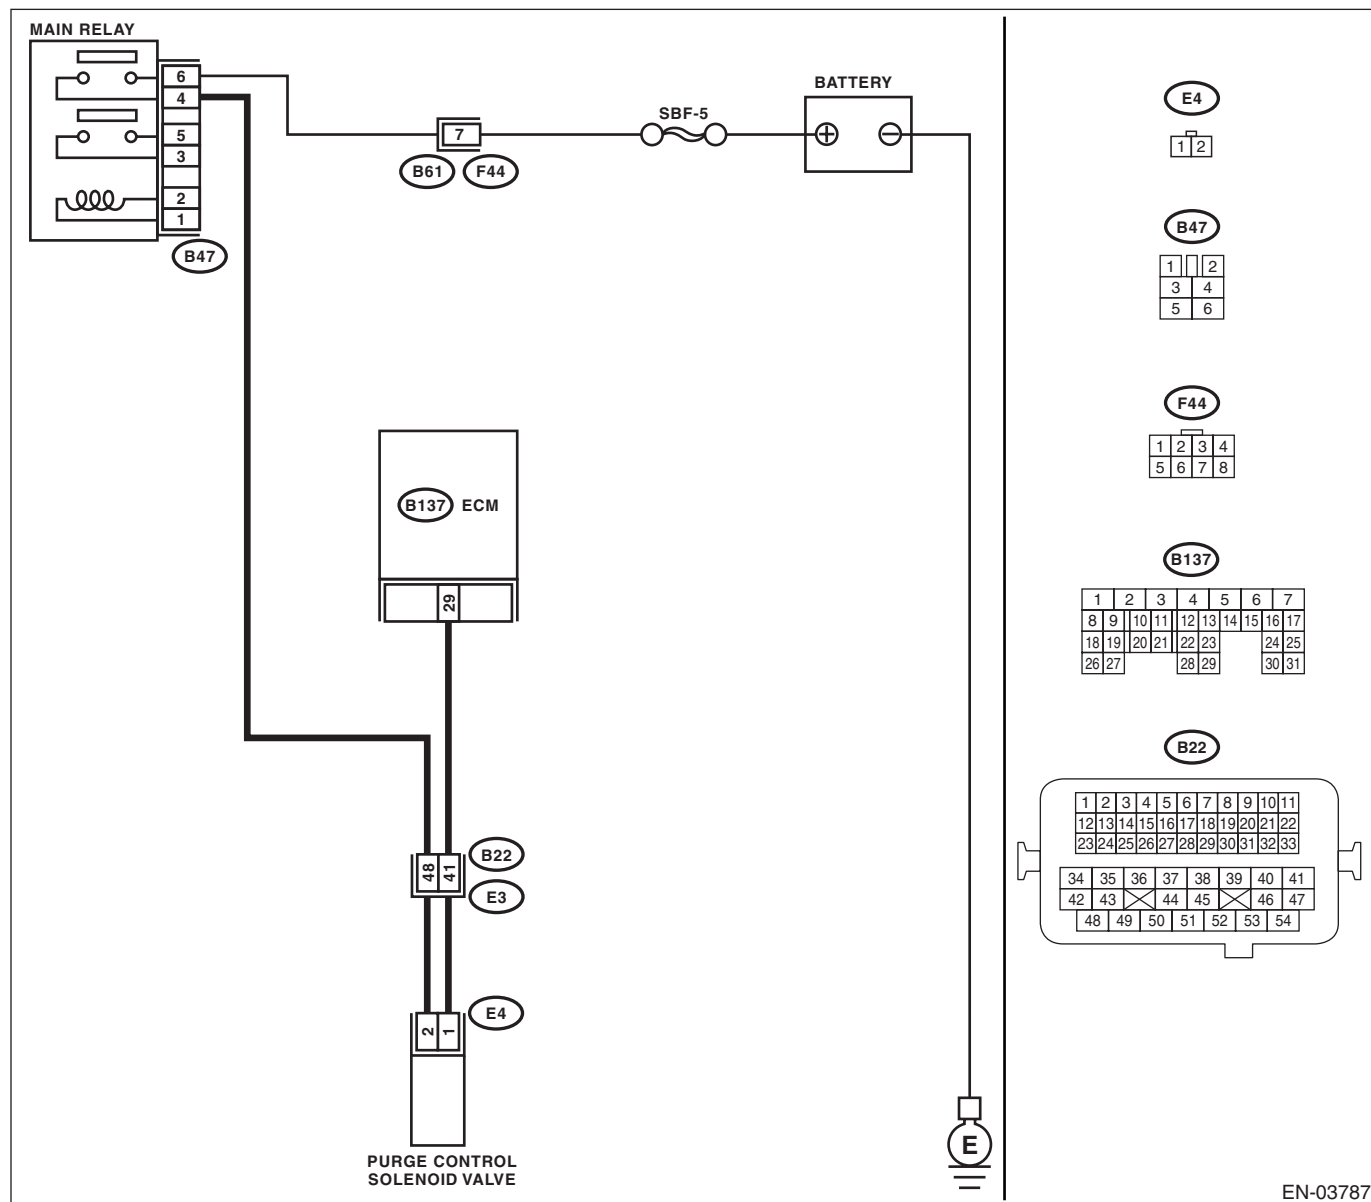 MAIN RELAY
6
4
5
3
2
1
B47
7
B61 F44
SBF-5
BATTERY
B137 ECM
29
48 41
B22
E3
2 1
E4
PURGE CONTROL
SOLENOID VALVE
E
E4
1 2
B47
1 2
3 4
5 6
F44
1 2 3 4
5 6 7 8
B137
1 2 3 4 5 6 7
8 9 10 11 12 13 14 15 16 17
18 19 20 21 22 23 24 25
26 27 28 29 30 31
B22
1 2 3 4 5 6 7 8 9 10 11
12 13 14 15 16 17 18 19 20 21 22
23 24 25 26 27 28 29 30 31 32 33
34 35 36 37 38 39 40 41
42 43 44 45 46 47
48 49 50 51 52 53 54
EN-03787